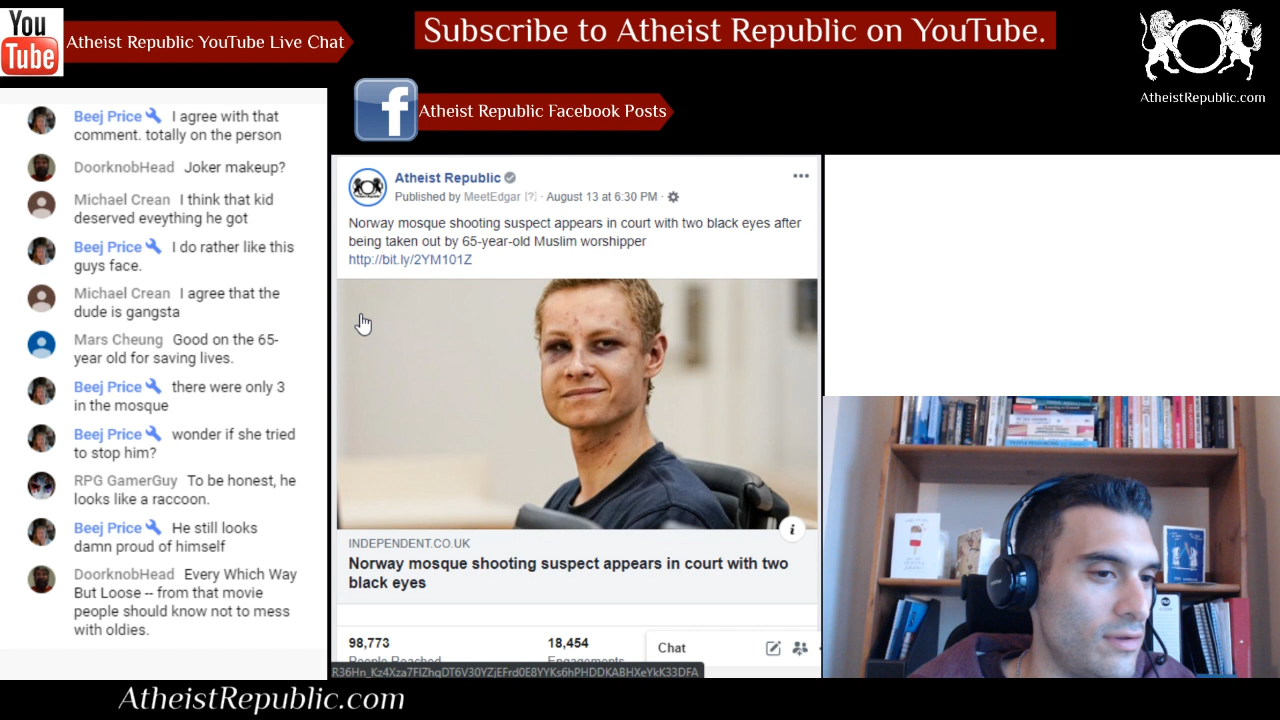 You
Tube
Atheist Republic YouTube Live Chat
Subscribe to Atheist Republic on YouTube.
AtheistRepublic.com
f
Atheist Republic Facebook Posts
Beej Price I agree with that
comment. totally on the person
DoorknobHead Joker makeup?
Michael Crean I think that kid
deserved eveything he got
Beej Price I do rather like this
guys face.
Michael Crean I agree that the
dude is gangsta
Mars Cheung Good on the 65-
year old for saving lives.
Beej Price there were only 3
in the mosque
Beej Price wonder if she tried
to stop him?
RPG GamerGuy To be honest, he
looks like a raccoon.
Beej Price He still looks
damn proud of himself
DoorknobHead Every Which Way
But Loose -- from that movie
people should know not to mess
with oldies.
Atheist Republic
Published by MeetEdgar [?] · August 13 at 6:30 PM ·
Norway mosque shooting suspect appears in court with two black eyes after
being taken out by 65-year-old Muslim worshipper
http://bit.ly/2YM101Z
i
INDEPENDENT.CO.UK
Norway mosque shooting suspect appears in court with two
black eyes
98,773 18,454
People Reached Engagements
Chat
AtheistRepublic.com